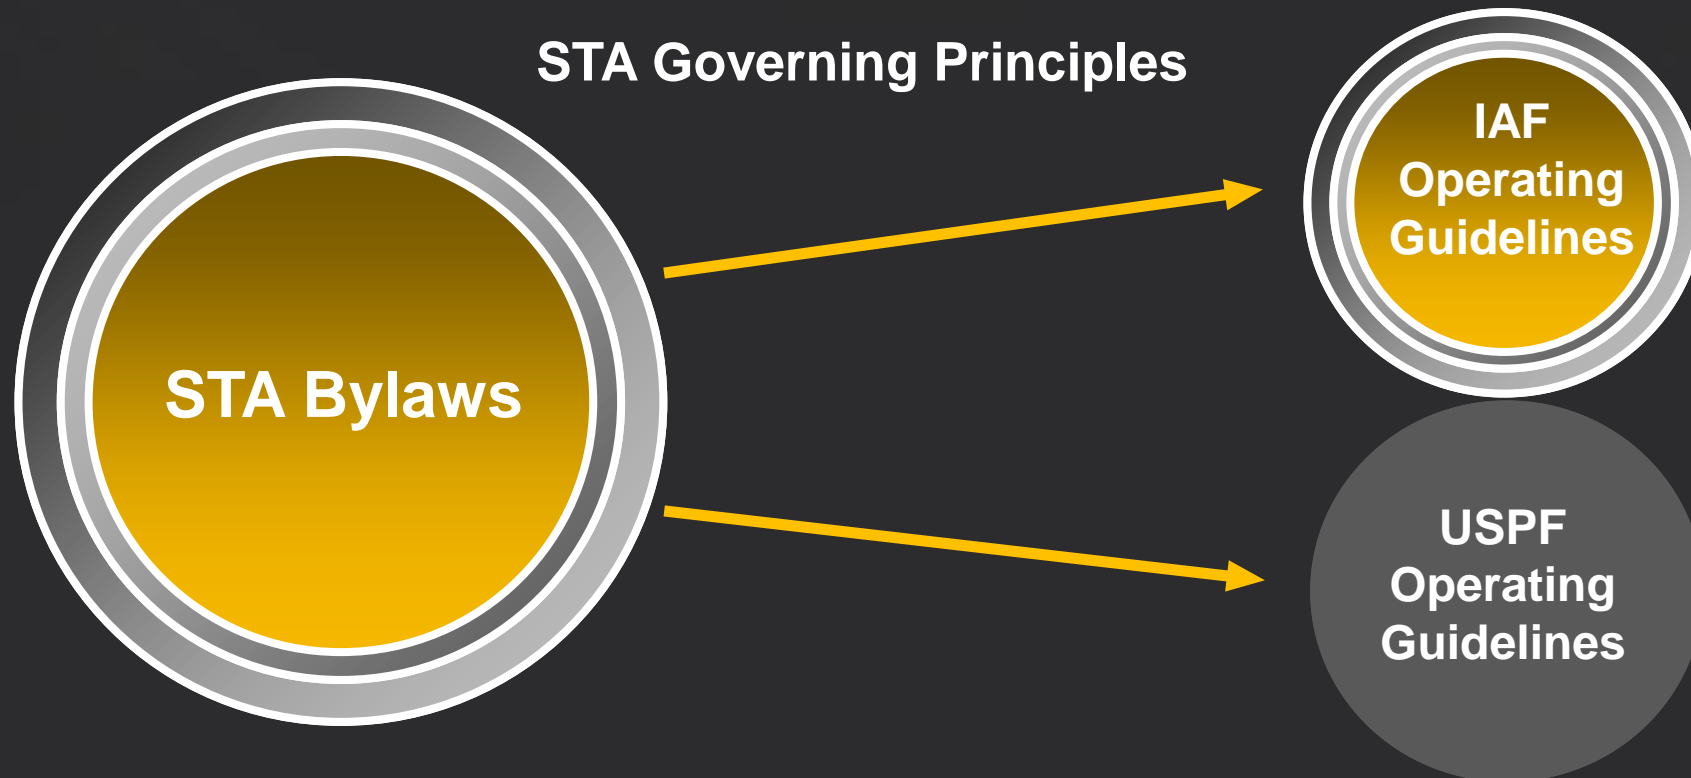 STA Governing Principles
STA Bylaws
IAF
Operating
Guidelines
USPF
Operating
Guidelines